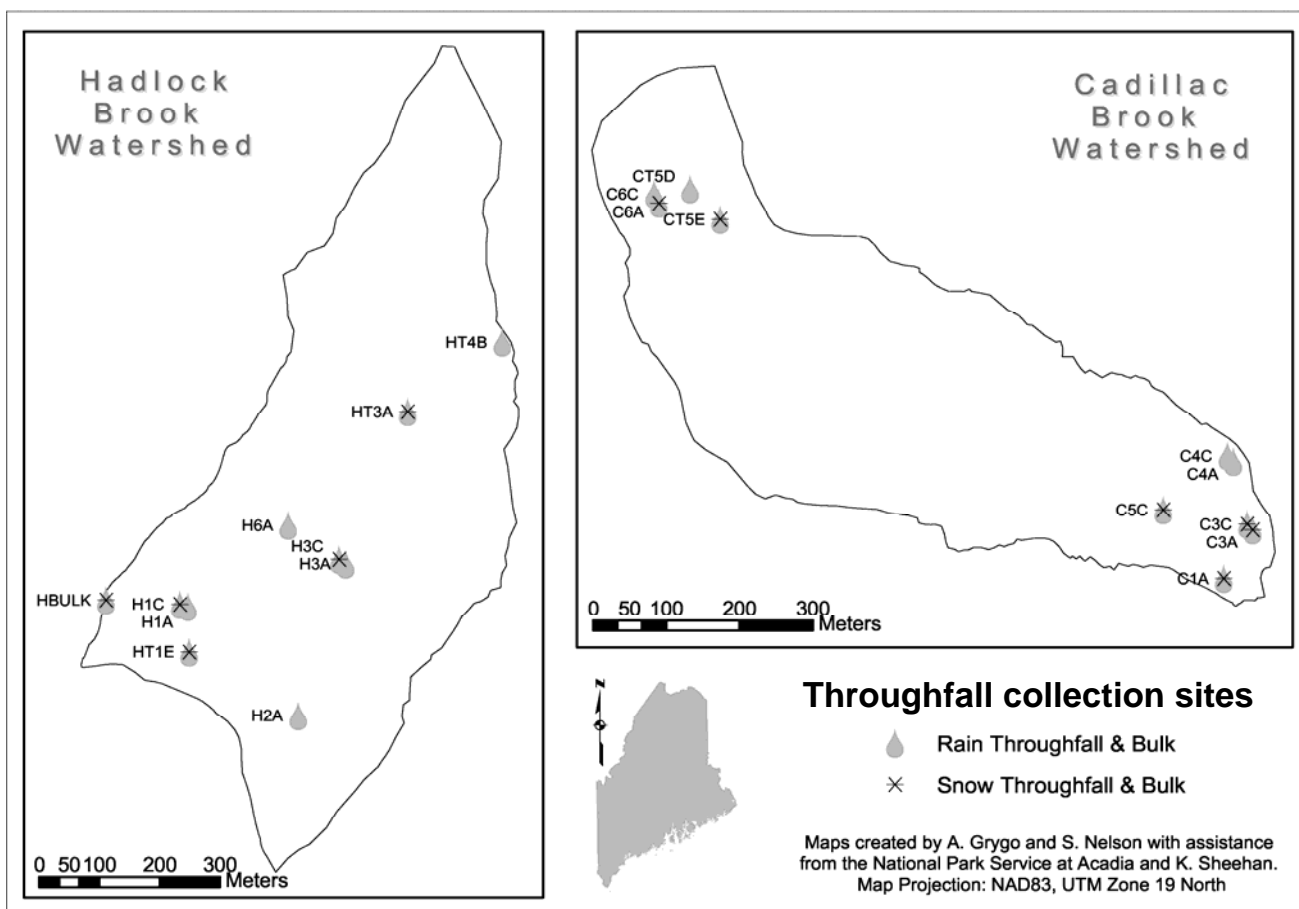 Hadlock
Brook
Watershed
HT4B
HT3A
H6A
H3C
H3A
HBULK
H1C
H1A
HT1E
H2A
0 50 100 200 300
Meters
Cadillac
Brook
Watershed
CT5D
C6C
C6A
CT5E
C4C
C4A
C5C
C3C
C3A
C1A
0 50 100 200 300
Meters
N
Throughfall collection sites
Rain Throughfall & Bulk
Snow Throughfall & Bulk
Maps created by A. Grygo and S. Nelson with assistance
from the National Park Service at Acadia and K. Sheehan.
Map Projection: NAD83, UTM Zone 19 North